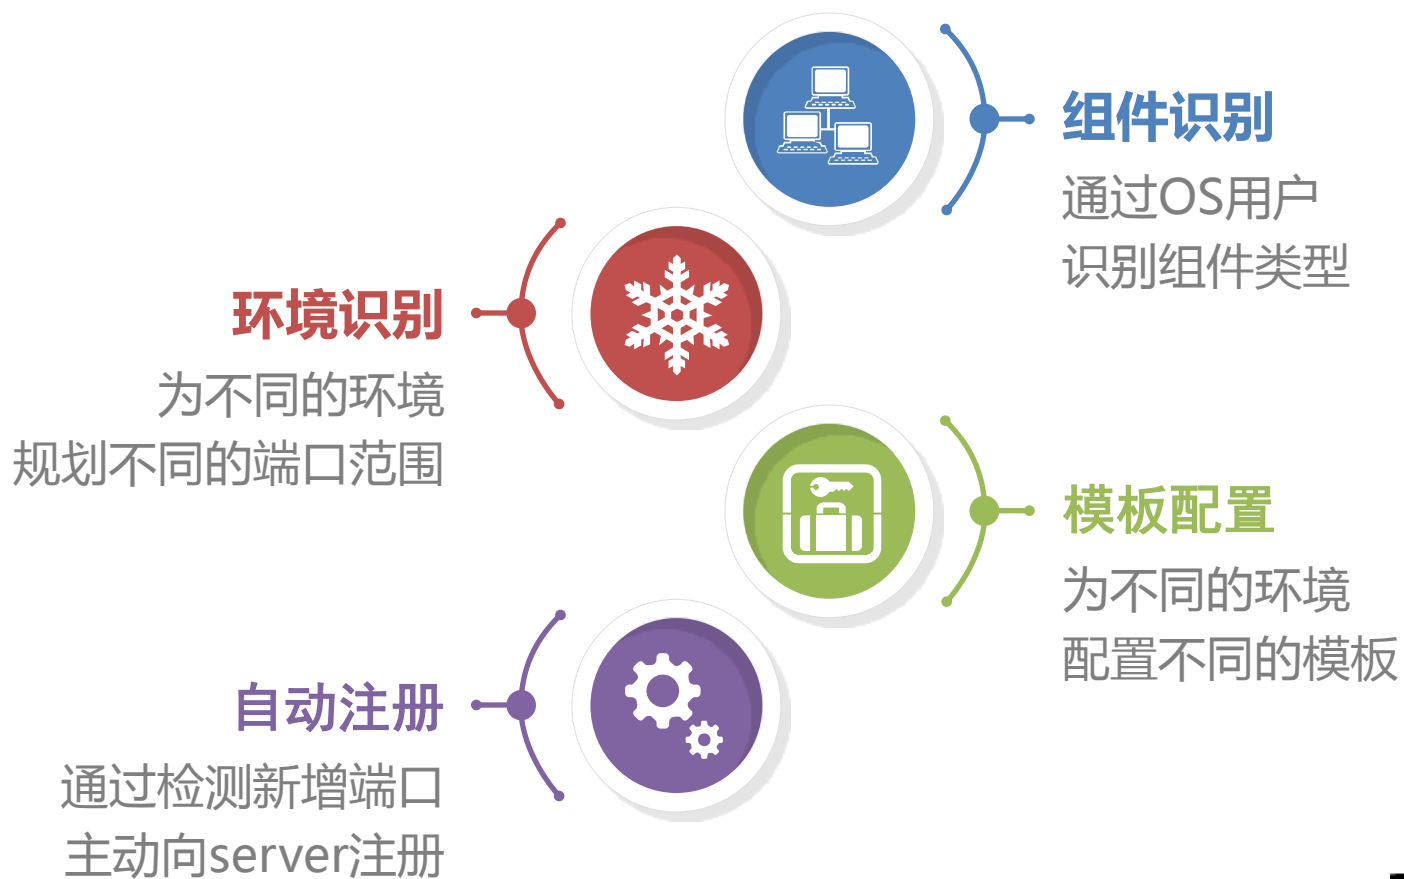 组件识别
通过OS用户
识别组件类型
环境识别
为不同的环境
规划不同的端口范围
模板配置
为不同的环境
配置不同的模板
自动注册
通过检测新增端口
主动向server注册